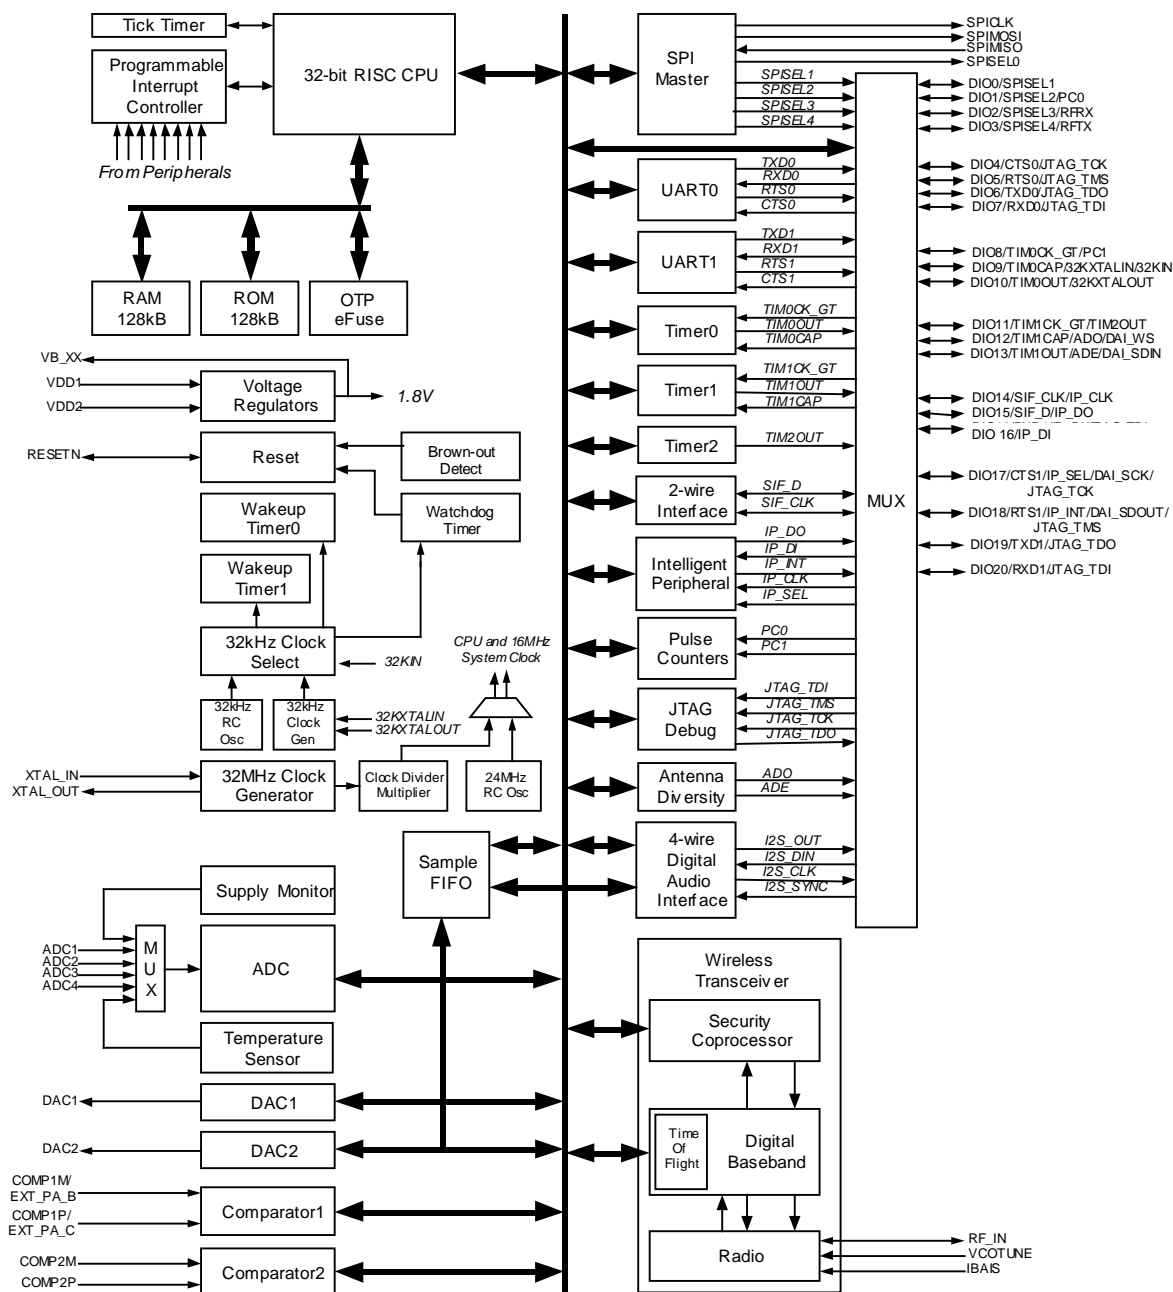 Tick Timer
Programmable
Interrupt
Controller
From Peripherals
32-bit RISC CPU
RAM
128kB
ROM
128kB
OTP
eFuse
VB_XX
VDD1
VDD2
Voltage
Regulators
1.8V
RESETN
Reset
Brown-out
Detect
Wakeup
Timer0
Watchdog
Timer
Wakeup
Timer1
32kHz Clock
Select
32KIN
CPU and 16MHz
System Clock
32kHz
RC
Osc
32kHz
Clock
Gen
32KXTALIN
32KXTALOUT
XTAL_IN
XTAL_OUT
32MHz Clock
Generator
Clock Divider
Multiplier
24MHz
RC Osc
Sample
FIFO
Supply Monitor
ADC1
ADC2
ADC3
ADC4
M
U
X
ADC
Temperature
Sensor
DAC1
DAC1
DAC2
DAC2
COMP1M/
EXT_PA_B
COMP1P/
EXT_PA_C
Comparator1
COMP2M
COMP2P
Comparator2
SPI
Master
SPICLK
SPIMOSI
SPIMISO
SPISEL0
SPISEL1
SPISEL2
SPISEL3
SPISEL4
UART0
TXD0
RXD0
RTS0
CTS0
UART1
TXD1
RXD1
RTS1
CTS1
Timer0
TIM0CK_GT
TIM0OUT
TIM0CAP
Timer1
TIM1CK_GT
TIM1OUT
TIM1CAP
Timer2
TIM2OUT
2-wire
Interface
SIF_D
SIF_CLK
Intelligent
Peripheral
IP_DO
IP_DI
IP_INT
IP_CLK
IP_SEL
Pulse
Counters
PC0
PC1
JTAG
Debug
JTAG_TDI
JTAG_TMS
JTAG_TCK
JTAG_TDO
Antenna
Diversity
ADO
ADE
4-wire
Digital
Audio
Interface
I2S_OUT
I2S_DIN
I2S_CLK
I2S_SYNC
MUX
DIO0/SPISEL1
DIO1/SPISEL2/PC0
DIO2/SPISEL3/RFRX
DIO3/SPISEL4/RFTX
DIO4/CTS0/JTAG_TCK
DIO5/RTS0/JTAG_TMS
DIO6/TXD0/JTAG_TDO
DIO7/RXD0/JTAG_TDI
DIO8/TIM0CK_GT/PC1
DIO9/TIM0CAP/32KXTALIN/32KIN
DIO10/TIM0OUT/32KXTALOUT
DIO11/TIM1CK_GT/TIM2OUT
DIO12/TIM1CAP/ADO/DAI_WS
DIO13/TIM1OUT/ADE/DAI_SDIN
DIO14/SIF_CLK/IP_CLK
DIO15/SIF_D/IP_DO
DIO 16/IP_DI
DIO17/CTS1/IP_SEL/DAI_SCK/
JTAG_TCK
DIO18/RTS1/IP_INT/DAI_SDOUT/
JTAG_TMS
DIO19/TXD1/JTAG_TDO
DIO20/RXD1/JTAG_TDI
Wireless
Transceiver
Security
Coprocessor
Time
Of
Flight
Digital
Baseband
Radio
RF_IN
VCOTUNE
IBAIS